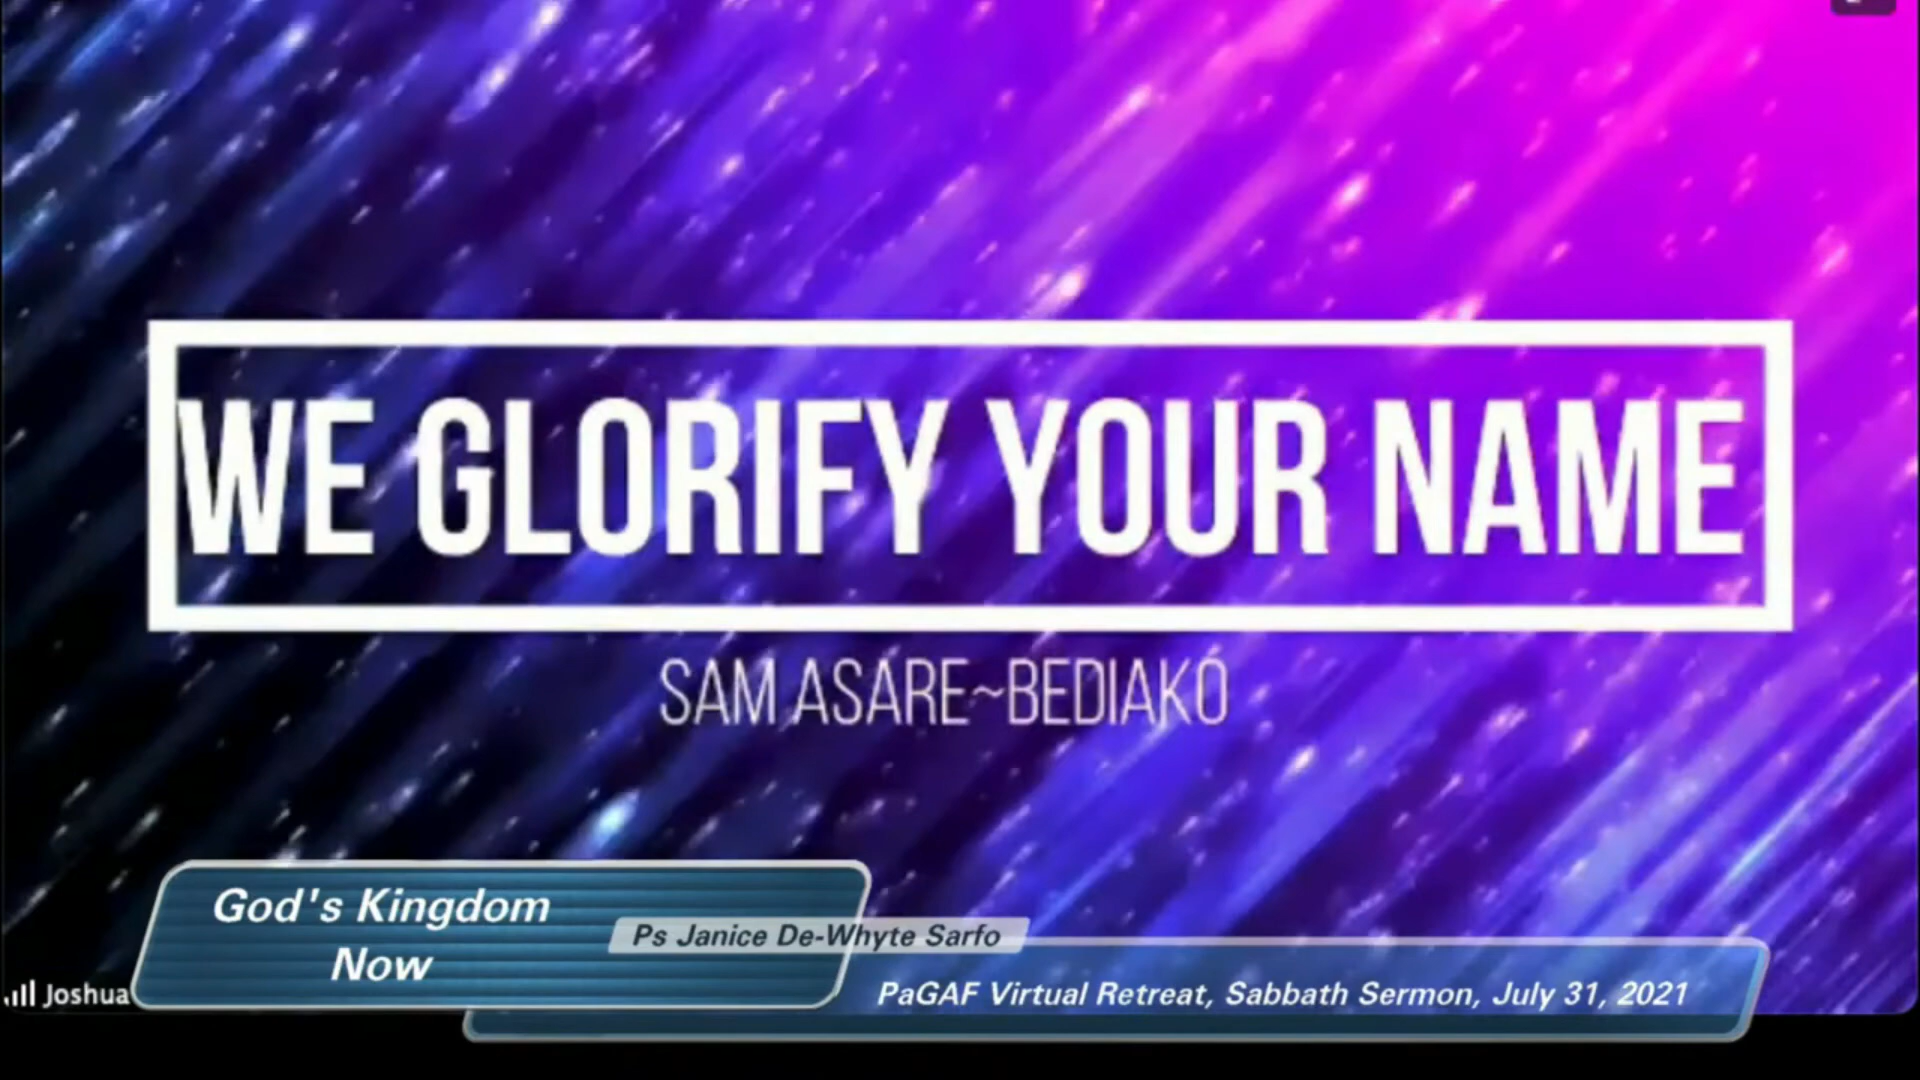 WE GLORIFY YOUR NAME
SAM ASARE~BEDIAKO
God's Kingdom
Now
Ps Janice De-Whyte Sarfo
Joshua
PaGAF Virtual Retreat, Sabbath Sermon, July 31, 2021